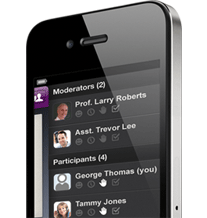 Moderators (2)
Prof. Larry Roberts
Asst. Trevor Lee
Participants (4)
George Thomas (you)
Tammy Jones